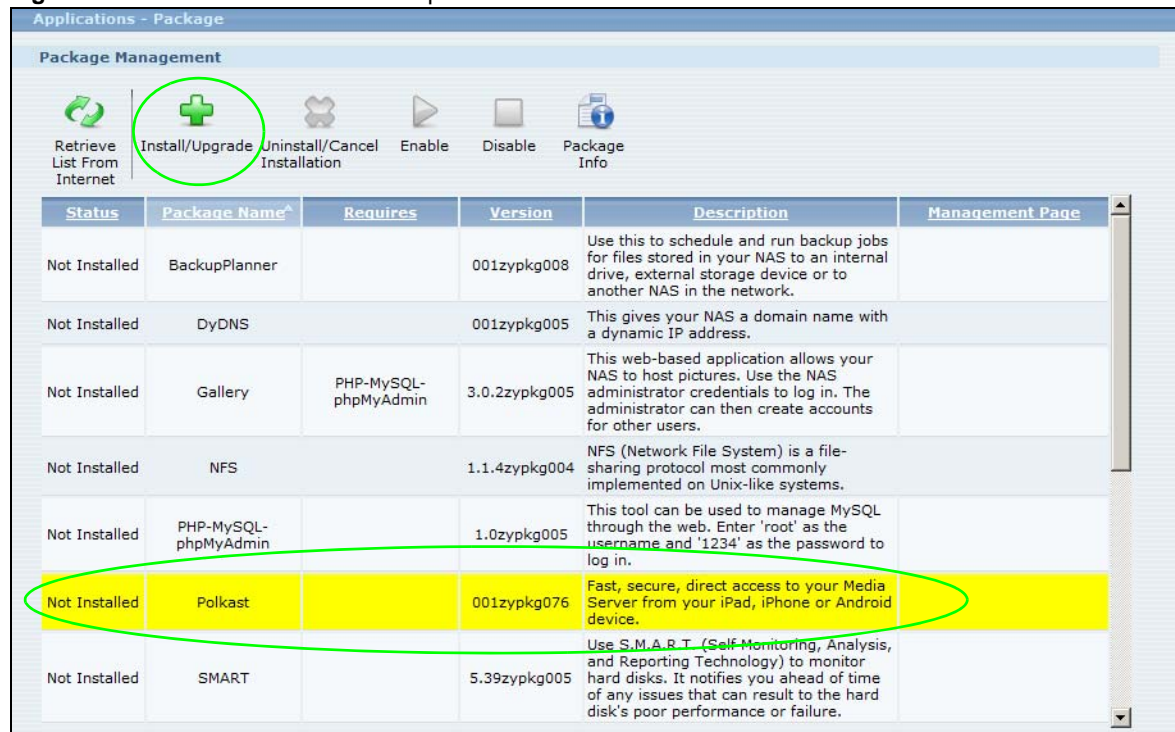 Applications - Package
Package Management
Retrieve
List From
Internet
Install/Upgrade
Uninstall/Cancel
Installation
Enable
Disable
Package
Info
Status Package Name^ Requires Version Description Management Page
Not Installed BackupPlanner 001zypkg008
Use this to schedule and run backup jobs
for files stored in your NAS to an internal
drive, external storage device or to
another NAS in the network.
Not Installed DyDNS 001zypkg005
This gives your NAS a domain name with
a dynamic IP address.
Not Installed Gallery
PHP-MySQL-
phpMyAdmin
3.0.2zypkg005
This web-based application allows your
NAS to host pictures. Use the NAS
administrator credentials to log in. The
administrator can then create accounts
for other users.
Not Installed NFS 1.1.4zypkg004
NFS (Network File System) is a file-
sharing protocol most commonly
implemented on Unix-like systems.
Not Installed
PHP-MySQL-
phpMyAdmin
1.0zypkg005
This tool can be used to manage MySQL
through the web. Enter 'root' as the
username and '1234' as the password to
log in.
Not Installed Polkast 001zypkg076
Fast, secure, direct access to your Media
Server from your iPad, iPhone or Android
device.
Not Installed SMART 5.39zypkg005
Use S.M.A.R.T. (Self-Monitoring, Analysis,
and Reporting Technology) to monitor
hard disks. It notifies you ahead of time
of any issues that can result to the hard
disk's poor performance or failure.